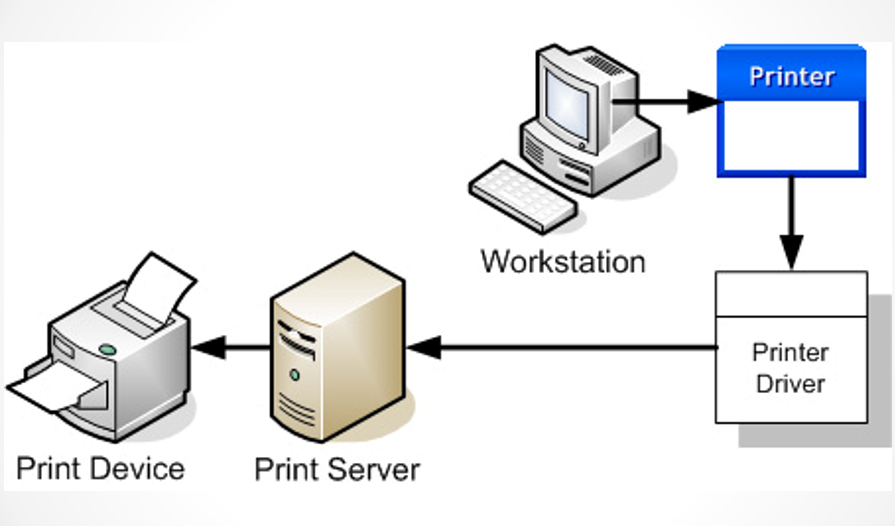 Printer
Workstation
Printer
Driver
Print Device
Print Server